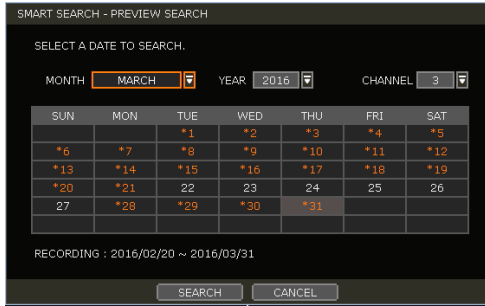 SMART SEARCH - PREVIEW SEARCH
SELECT A DATE TO SEARCH.
MONTH MARCH YEAR 2016 CHANNEL 3
SUN MON TUE WED THU FRI SAT
*1 *2 *3 *4 *5
*6 *7 *8 *9 *10 *11 *12
*13 *14 *15 *16 *17 *18 *19
*20 *21 22 23 24 25 26
27 *28 *29 *30 *31
RECORDING : 2016/02/20 ~ 2016/03/31
SEARCH CANCEL